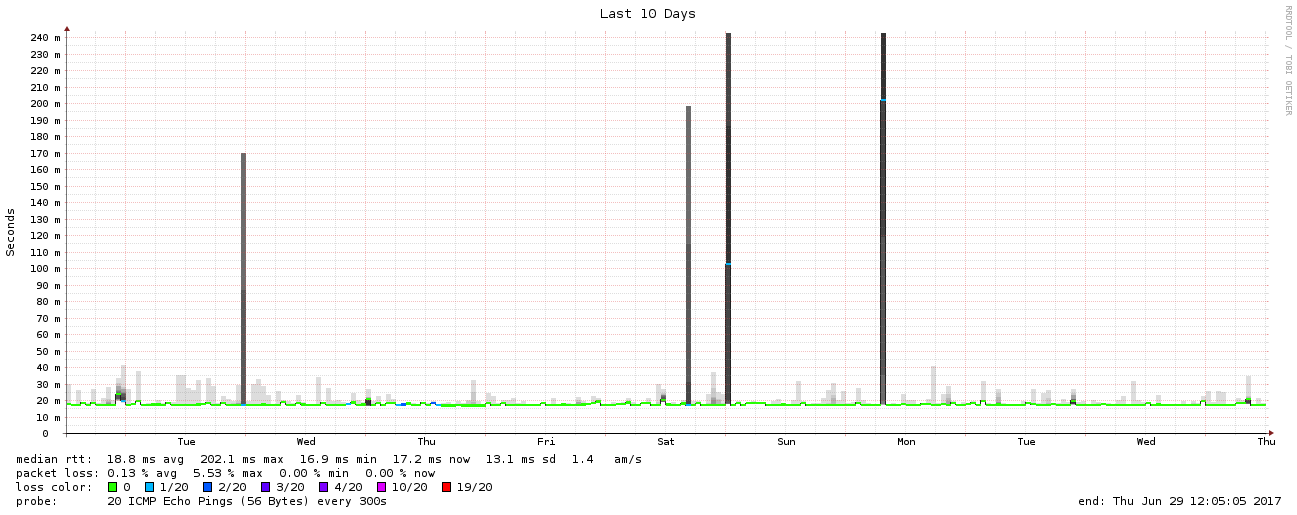 Last 10 Days
RRDTOOL / TOBI OETIKER
Seconds
240 m
230 m
220 m
210 m
200 m
190 m
180 m
170 m
160 m
150 m
140 m
130 m
120 m
110 m
100 m
90 m
80 m
70 m
60 m
50 m
40 m
30 m
20 m
10 m
0
Tue Wed Thu Fri Sat Sun Mon Tue Wed Thu
median rtt: 18.8 ms avg 202.1 ms max 16.9 ms min 17.2 ms now 13.1 ms sd 1.4 am/s
packet loss: 0.13 % avg 5.53 % max 0.00 % min 0.00 % now
loss color: 0 1/20 2/20 3/20 4/20 10/20 19/20
probe: 20 ICMP Echo Pings (56 Bytes) every 300s end: Thu Jun 29 12:05:05 2017